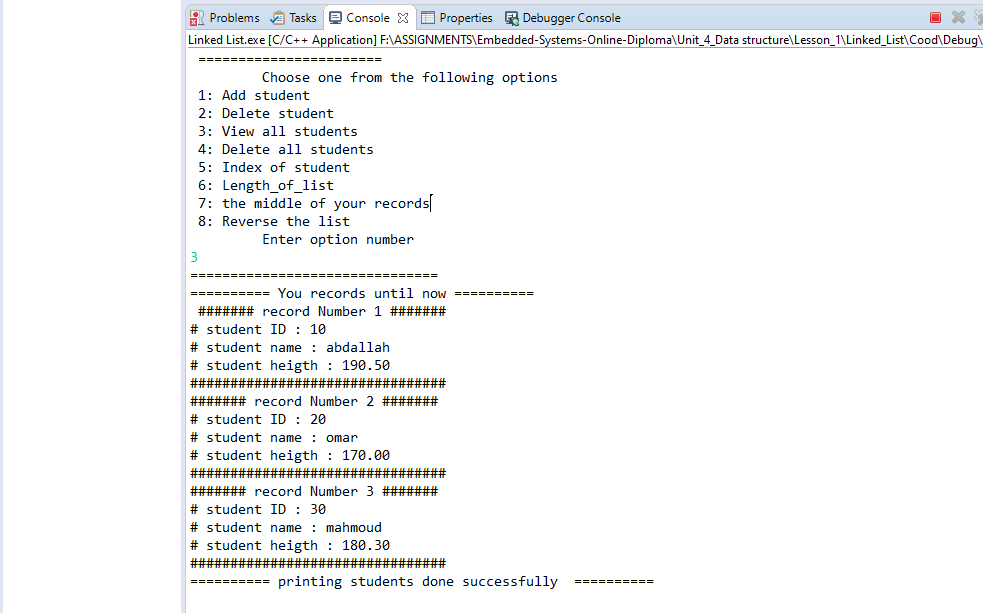 Problems Tasks Console Properties Debugger Console
Linked List.exe [C/C++ Application] F:\ASSIGNMENTS\Embedded-Systems-Online-Diploma\Unit_4_Data structure\Lesson_1\Linked_List\Cood\Debug\
=======================
Choose one from the following options
1: Add student
2: Delete student
3: View all students
4: Delete all students
5: Index of student
6: Length_of_list
7: the middle of your records
8: Reverse the list
Enter option number
3
===============================
========== You records until now ==========
####### record Number 1 #######
# student ID : 10
# student name : abdallah
# student heigth : 190.50
################################
####### record Number 2 #######
# student ID : 20
# student name : omar
# student heigth : 170.00
################################
####### record Number 3 #######
# student ID : 30
# student name : mahmoud
# student heigth : 180.30
################################
========== printing students done successfully  ==========